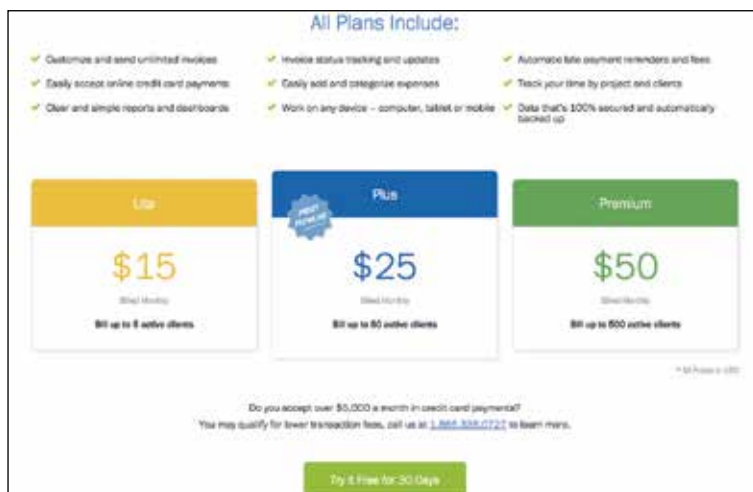 All Plans Include:
Customize and send unlimited invoices
Invoice status tracking and updates
Automate late payment reminders and fees
Easily accept online credit card payments
Easily add and categorize expenses
Track your time by project and clients
Clear and simple reports and dashboards
Work on any device – computer, tablet or mobile
Data that's 100% secured and automatically
backed up
Lite
Plus
Premium
MOST
POPULAR
$15
$25
$50
Billed Monthly
Billed Monthly
Billed Monthly
Bill up to 5 active clients
Bill up to 50 active clients
Bill up to 500 active clients
* All Prices in USD
Do you accept over $5,000 a month in credit card payments?
You may qualify for lower transaction fees, call us at to learn more.
Try it Free for 30 Days